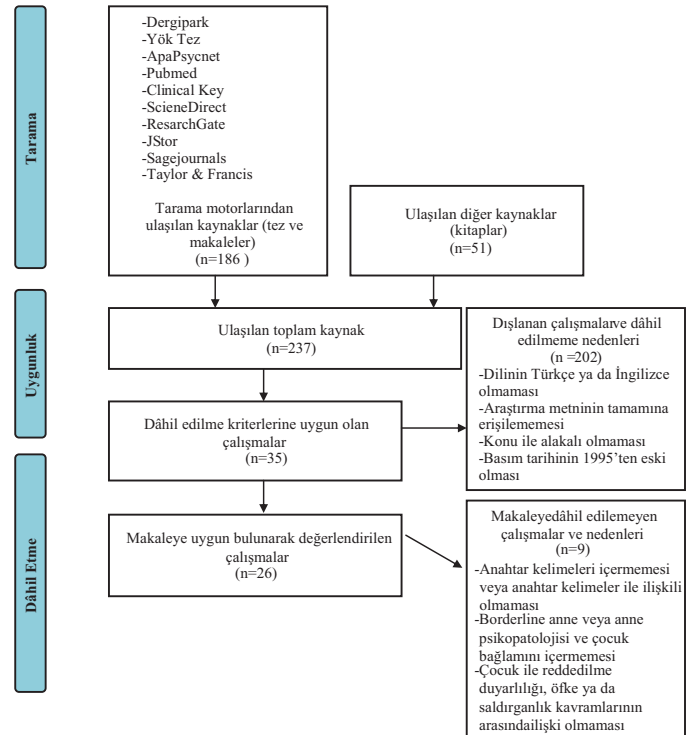 Tarama
-Dergipark
-Yök Tez
-ApaPsycnet
-Pubmed
-Clinical Key
-ScieneDirect
-ResarchGate
-JStor
-Sagejournals
-Taylor & Francis
Tarama motorlarından
ulaşılan kaynaklar (tez ve
makaleler)
(n=186 )
Ulaşılan diğer kaynaklar
(kitaplar)
(n=51)
Uygunluk
Ulaşılan toplam kaynak
(n=237)
Dışlanan çalışmalarve dâhil
edilmeme nedenleri
(n =202)
-Dilinin Türkçe ya da İngilizce
olmaması
-Araştırma metninin tamamına
erişilememesi
-Konu ile alakalı olmaması
-Basım tarihinin 1995’ten eski
olması
Dâhil edilme kriterlerine uygun olan
çalışmalar
(n=35)
Dâhil Etme
Makaleye uygun bulunarak değerlendirilen
çalışmalar
(n=26)
Makaleyedâhil edilemeyen
çalışmalar ve nedenleri
(n=9)
-Anahtar kelimeleri içermemesi
veya anahtar kelimeler ile ilişkili
olmaması
-Borderline anne veya anne
psikopatolojisi ve çocuk
bağlamını içermemesi
-Çocuk ile reddedilme
duyarlılığı, öfke ya da
saldırganlık kavramlarının
arasındailişki olmaması